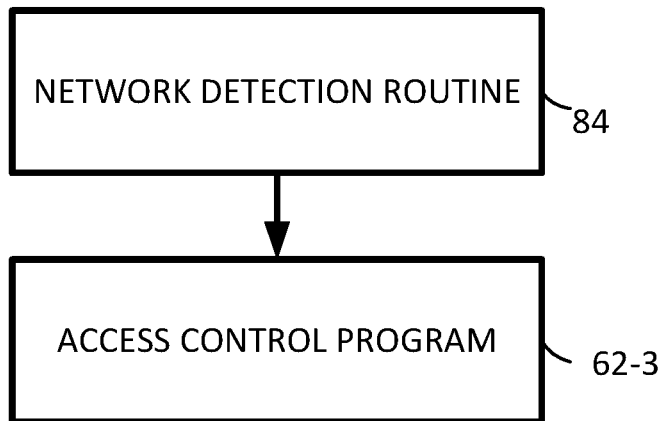 NETWORK DETECTION ROUTINE
84
ACCESS CONTROL PROGRAM
62-3